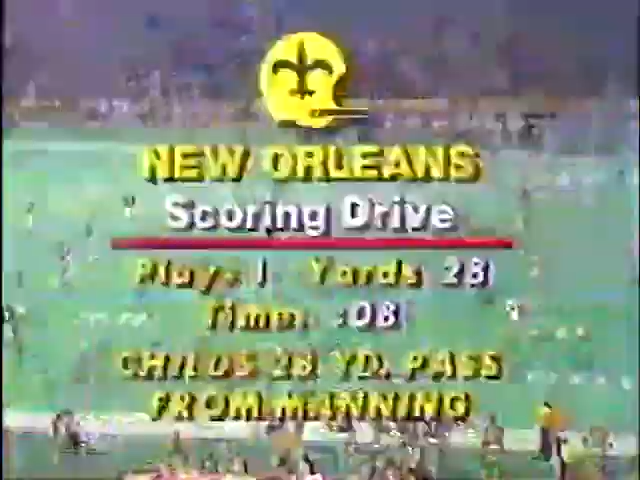 NEW ORLEANS
Scoring Drive
Plays 1 Yards 28
Time: :08
CHILDS 28 YD. PASS
FROM MANNING